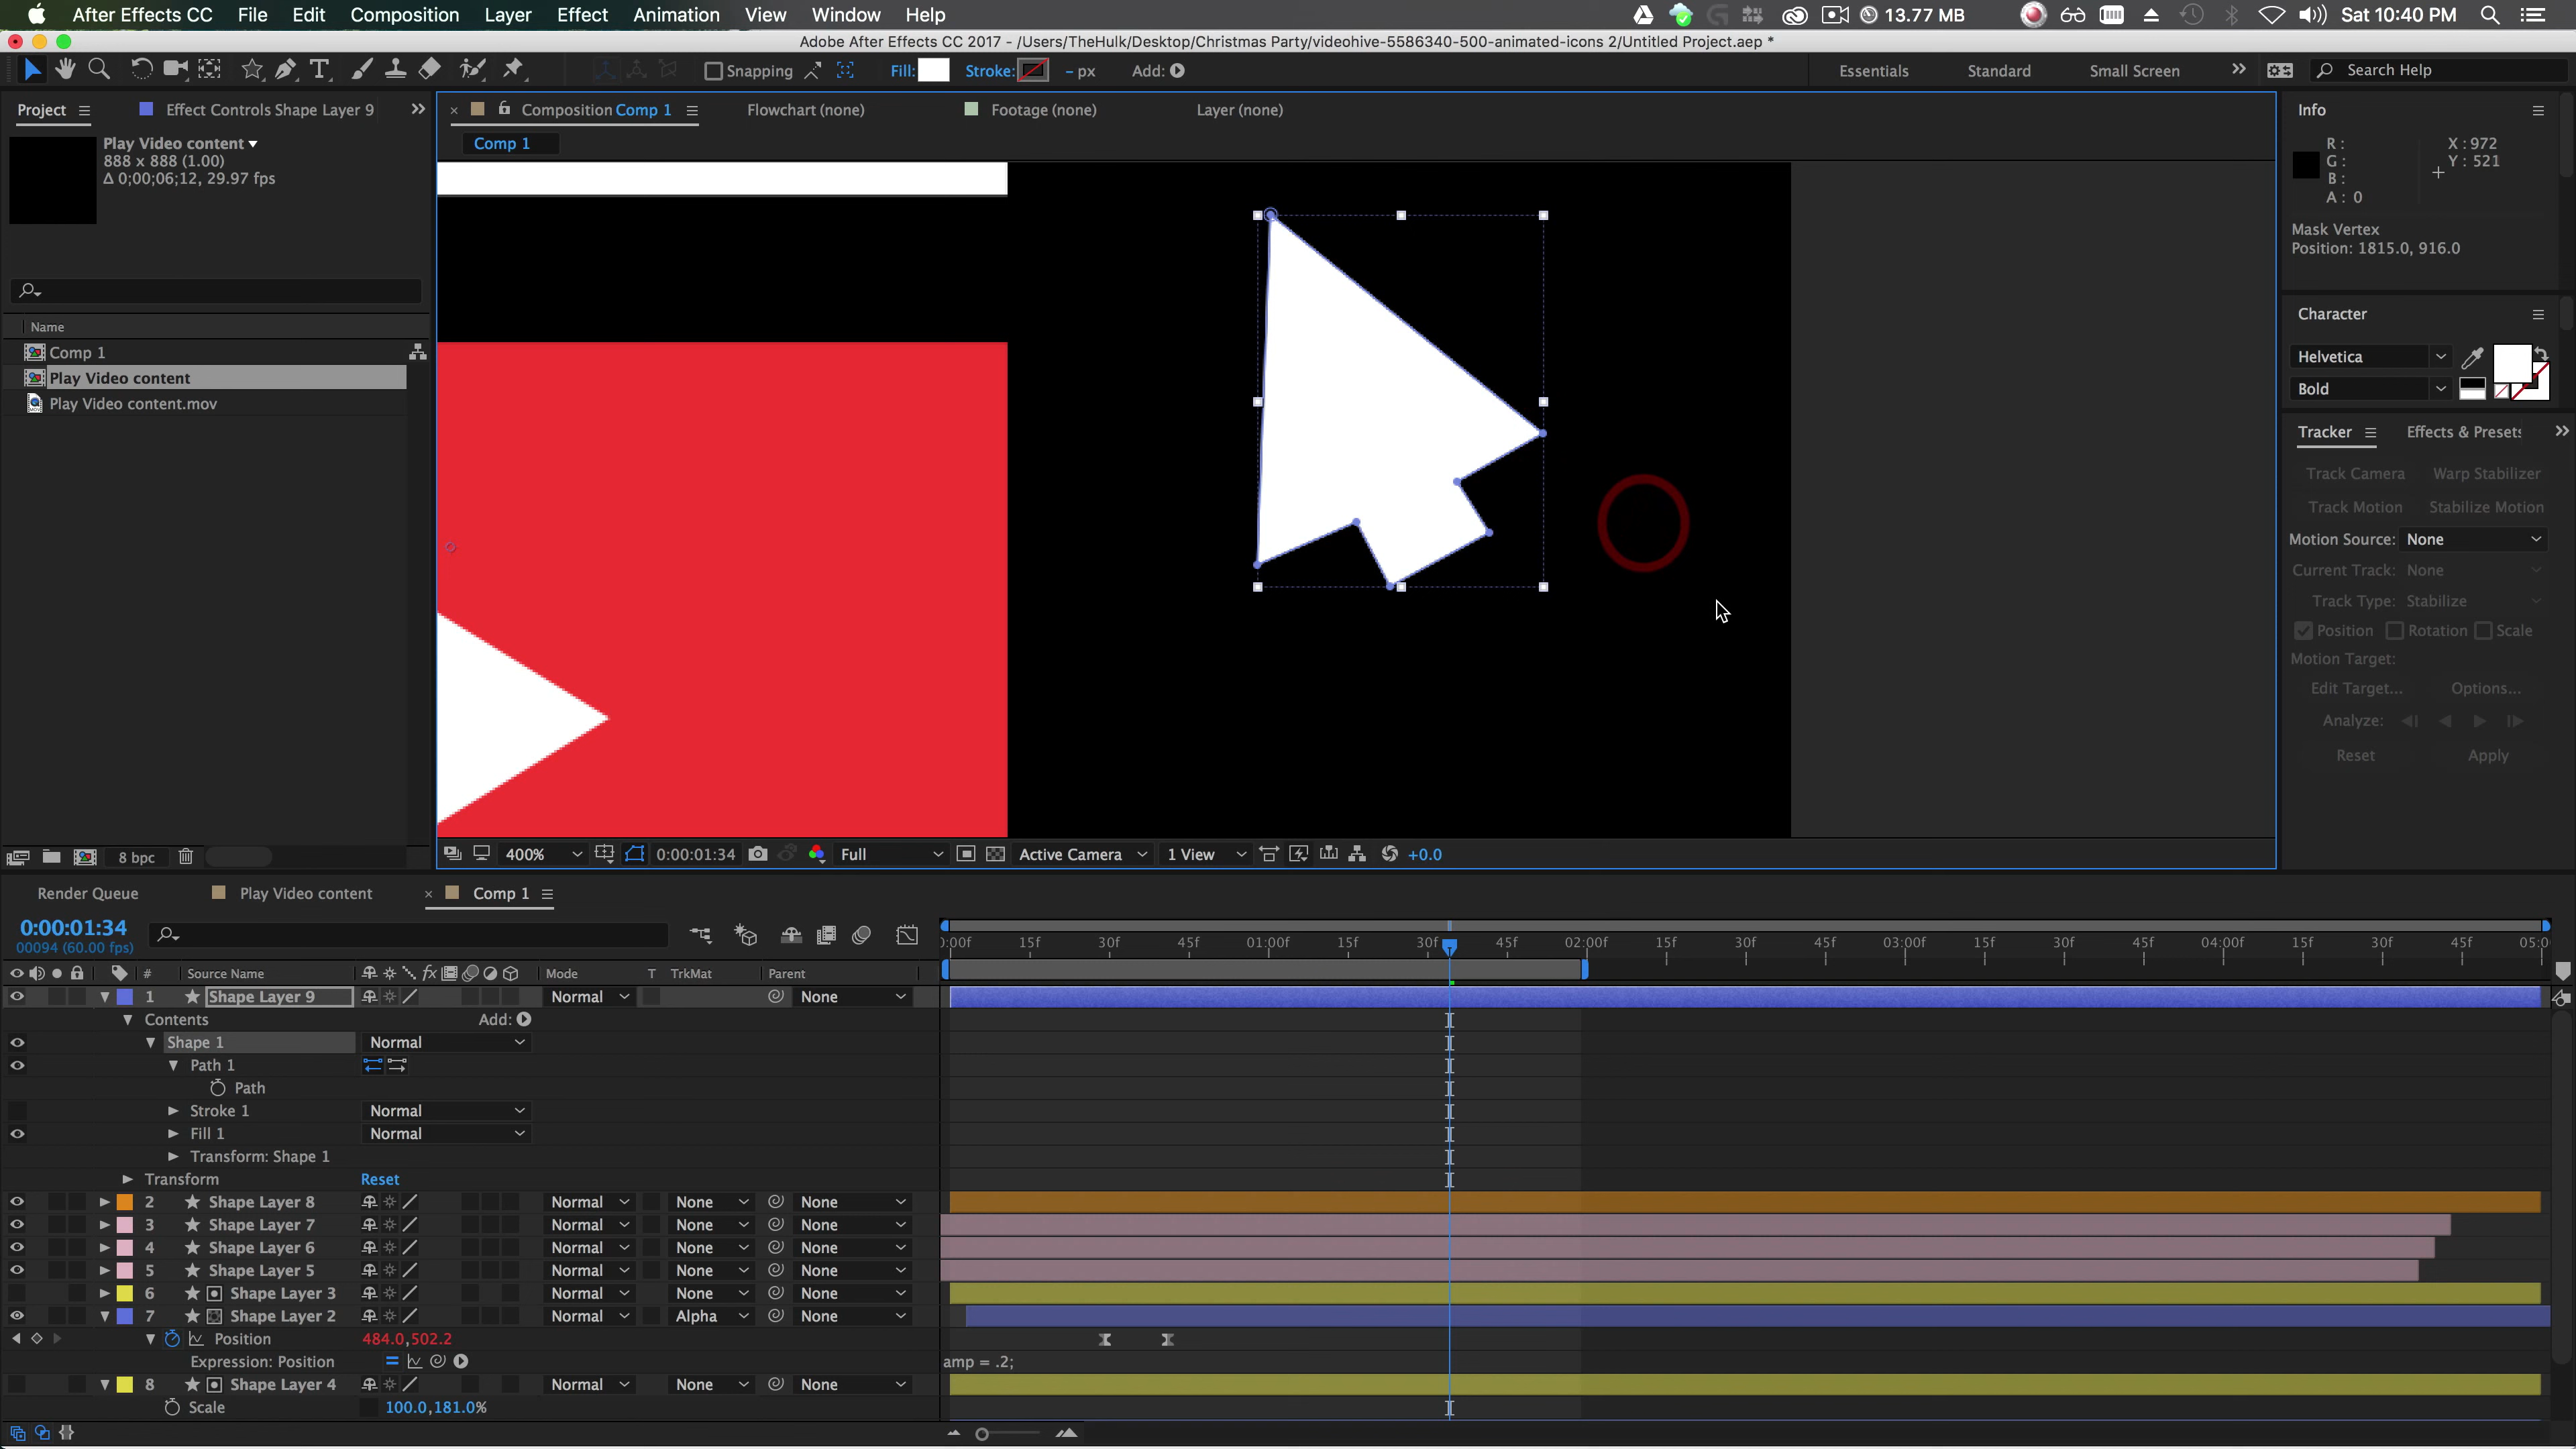 After Effects CC File Edit Composition Layer Effect Animation View Window Help 13.77 MB Sat 10:40 PM
Adobe After Effects CC 2017 - /Users/TheHulk/Desktop/Christmas Party/videohive-5586340-500-animated-icons 2/Untitled Project.aep *
Snapping Fill: Stroke: – px Add: Essentials Standard Small Screen Search Help
Project Effect Controls Shape Layer 9 Composition Comp 1 Flowchart (none) Footage (none) Layer (none) Info
Comp 1
Play Video content
888 x 888 (1.00)
Δ 0;00;06;12, 29.97 fps
R: X : 972
G: Y : 521
B:
A: 0
Mask Vertex
Position: 1815.0, 916.0
Name
Comp 1
Play Video content
Play Video content.mov
Character
Helvetica
Bold
Tracker Effects & Presets
Track Camera Warp Stabilizer
Track Motion Stabilize Motion
Motion Source: None
Current Track: None
Track Type: Stabilize
Position Rotation Scale
Motion Target:
Edit Target... Options...
Analyze:
Reset Apply
8 bpc 400% 0:00:01:34 Full Active Camera 1 View +0.0
Render Queue Play Video content Comp 1
0:00:01:34
00094 (60.00 fps)
):00f 15f 30f 45f 01:00f 15f 30f 45f 02:00f 15f 30f 45f 03:00f 15f 30f 45f 04:00f 15f 30f 45f 05:0
# Source Name fx Mode T TrkMat Parent
1 Shape Layer 9 Normal None
Contents Add:
Shape 1 Normal
Path 1
Path
Stroke 1 Normal
Fill 1 Normal
Transform: Shape 1
Transform Reset
2 Shape Layer 8 Normal None None
3 Shape Layer 7 Normal None None
4 Shape Layer 6 Normal None None
5 Shape Layer 5 Normal None None
6 Shape Layer 3 Normal None None
7 Shape Layer 2 Normal Alpha None
Position 484.0,502.2
Expression: Position amp = .2;
8 Shape Layer 4 Normal None None
Scale 100.0,181.0%